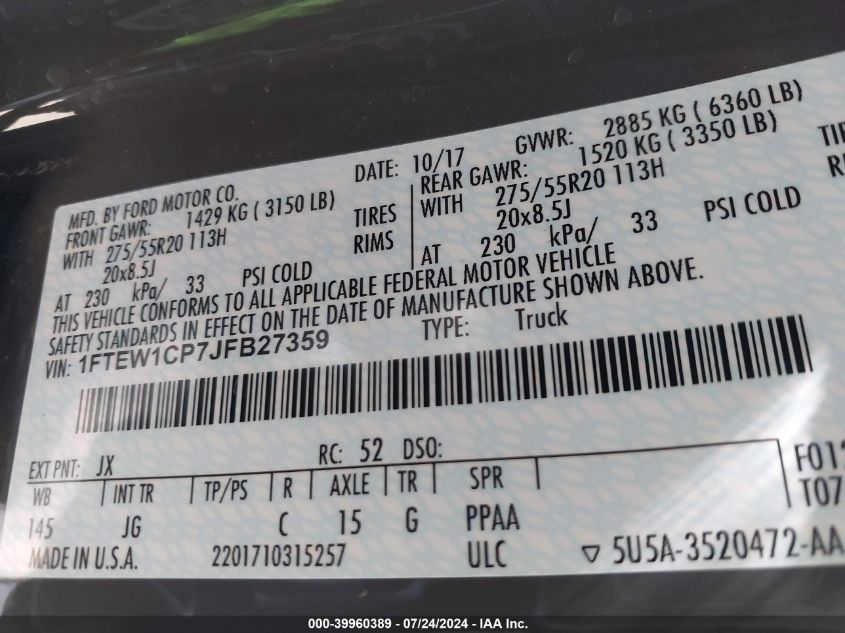 MFD. BY FORD MOTOR CO. DATE: 10/17 GVWR: 2885 KG ( 6360 LB)
FRONT GAWR: 1429 KG ( 3150 LB) REAR GAWR: 1520 KG ( 3350 LB)
WITH 275/55R20 113H TIRES WITH 275/55R20 113H
20x8.5J RIMS 20x8.5J
AT 230 kPa/ 33 PSI COLD AT 230 kPa/ 33 PSI COLD
THIS VEHICLE CONFORMS TO ALL APPLICABLE FEDERAL MOTOR VEHICLE
SAFETY STANDARDS IN EFFECT ON THE DATE OF MANUFACTURE SHOWN ABOVE.
VIN: 1FTEW1CP7JFB27359 TYPE: Truck
EXT PNT: JX RC: 52 DSO:
WB INT TR TP/PS R AXLE TR SPR
145 JG C 15 G PPAA
MADE IN U.S.A. 2201710315257 ULC 5U5A-3520472-AA
000-39960389 - 07/24/2024 - IAA Inc.